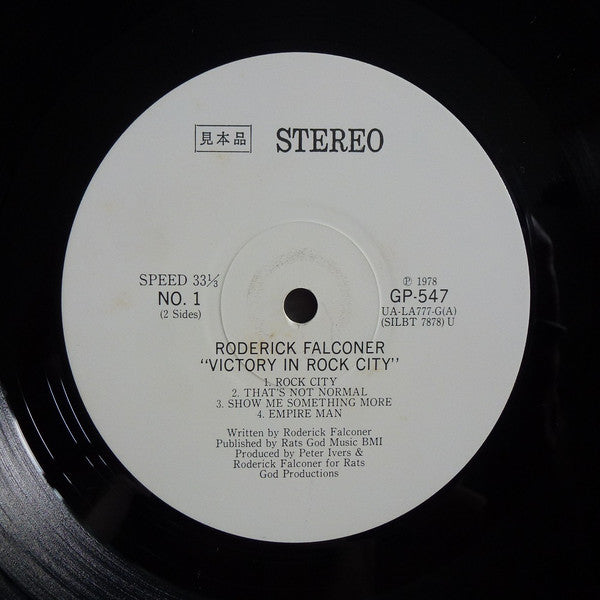 見本品 STEREO
SPEED 33⅓
NO. 1
(2 Sides)
℗ 1978
GP-547
UA-LA777-G(A)
(SILBT 7878) U
RODERICK FALCONER
"VICTORY IN ROCK CITY"
1. ROCK CITY
2. THAT'S NOT NORMAL
3. SHOW ME SOMETHING MORE
4. EMPIRE MAN
Written by Roderick Falconer
Published by Rats God Music BMI
Produced by Peter Ivers &
Roderick Falconer for Rats
God Productions